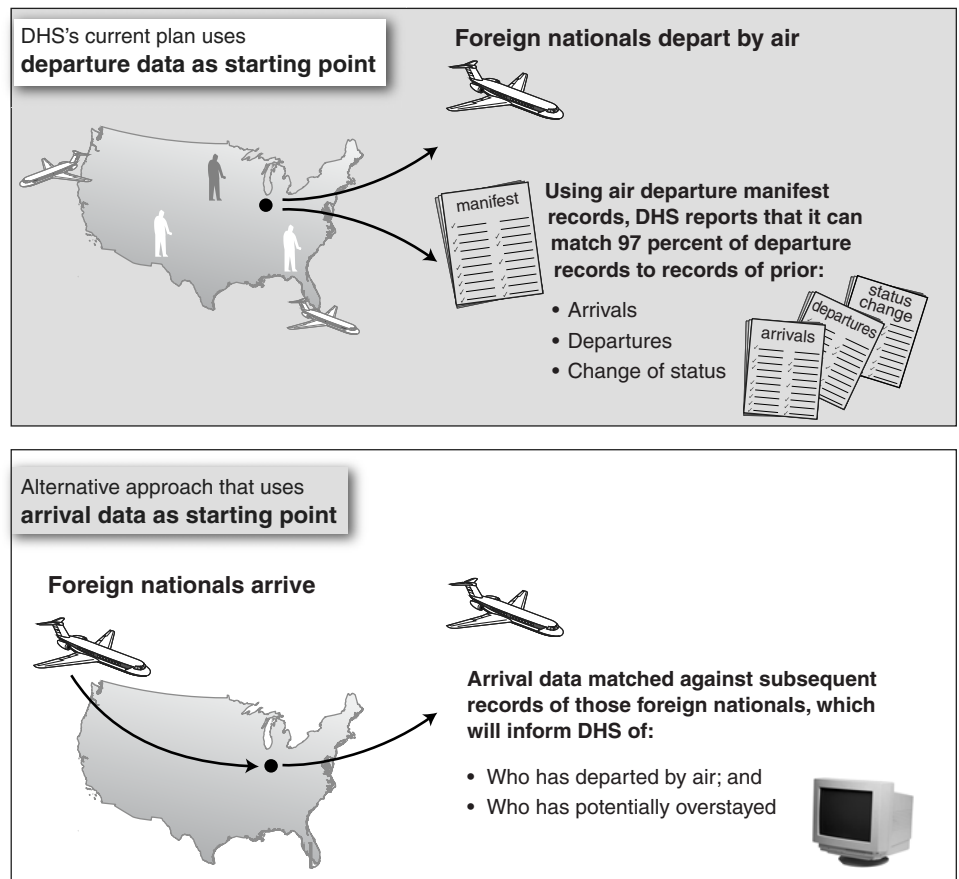 DHS's current plan uses
departure data as starting point
Foreign nationals depart by air
manifest
Using air departure manifest
records, DHS reports that it can
match 97 percent of departure
records to records of prior:
• Arrivals
• Departures
• Change of status
arrivals
departures
status
change
Alternative approach that uses
arrival data as starting point
Foreign nationals arrive
Arrival data matched against subsequent
records of those foreign nationals, which
will inform DHS of:
• Who has departed by air; and
• Who has potentially overstayed